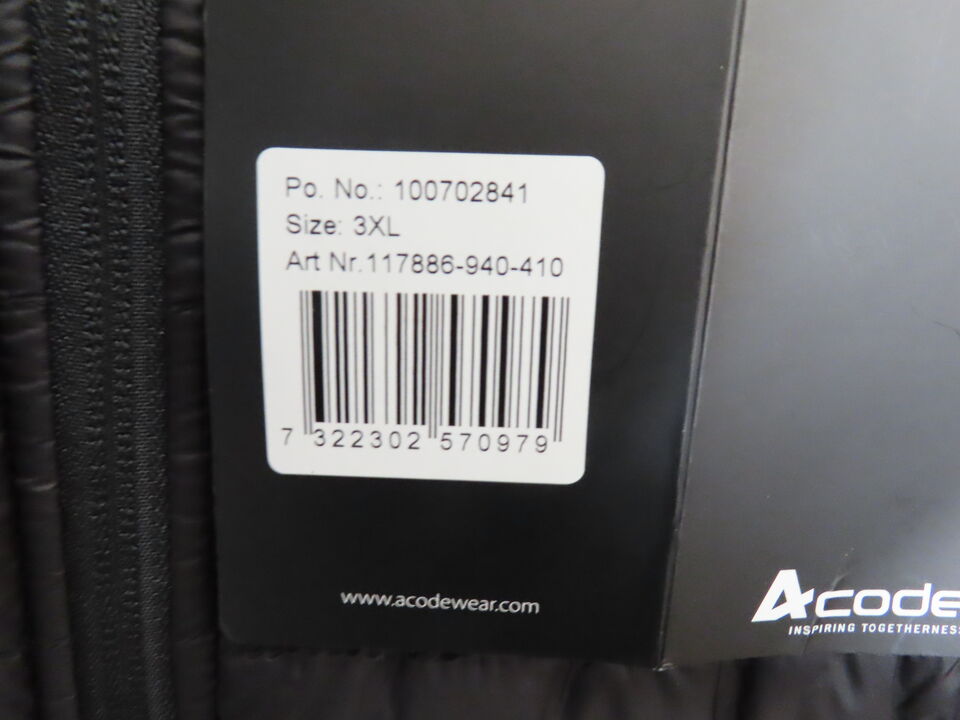 Po. No.: 100702841
Size: 3XL
Art Nr.117886-940-410
7 322302 570979
www.acodewear.com
Acode
INSPIRING TOGETHERNESS